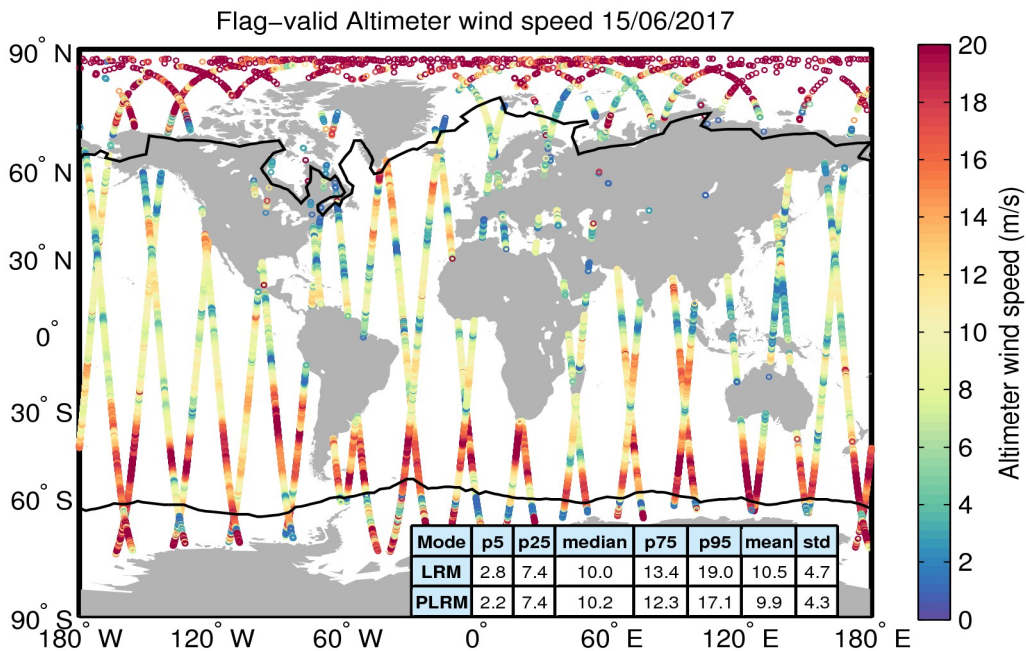 Flag−valid Altimeter wind speed 15/06/2017
90° N
60° N
30° N
0°
30° S
60° S
90° S
180° W
120° W
60° W
0°
60° E
120° E
180° E
Mode p5 p25 median p75 p95 mean std
LRM 2.8 7.4 10.0 13.4 19.0 10.5 4.7
PLRM 2.2 7.4 10.2 12.3 17.1 9.9 4.3
20
18
16
14
12
10
8
6
4
2
0
Altimeter wind speed (m/s)